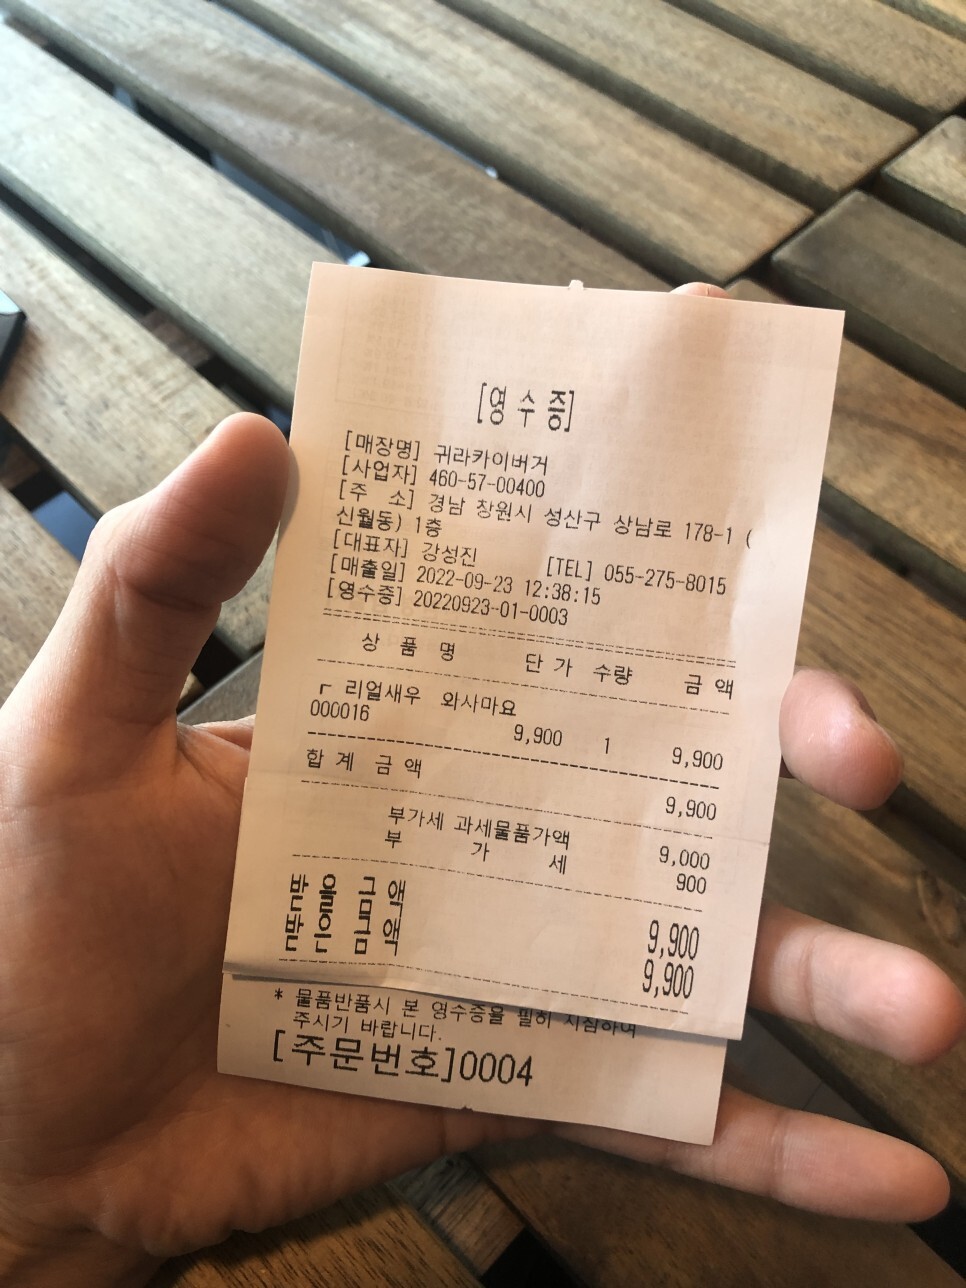 [영수증]
[매장명] 귀라카이버거
[사업자] 460-57-00400
[주 소] 경남 창원시 성산구 상남로 178-1 (
신월동) 1층
[대표자] 강성진 [TEL] 055-275-8015
[매출일] 2022-09-23 12:38:15
[영수증] 20220923-01-0003
상 품 명 단 가 수량 금 액
┌ 리얼새우 와사마요
000016 9,900 1 9,900
합 계 금 액 9,900
부가세 과세물품가액 9,000
부 가 세 900
받 을 금 액 9,900
받 은 금 액 9,900
* 물품반품시 본 영수증을 필히 지참하여
주시기 바랍니다.
[주문번호]0004